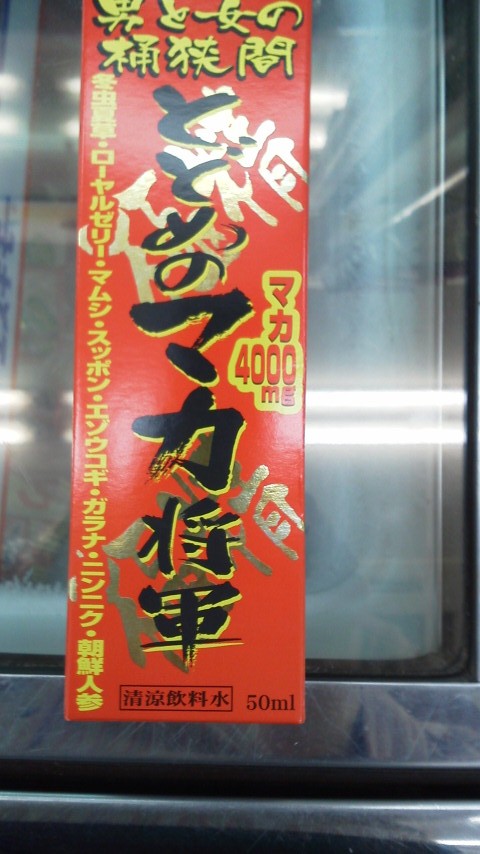 男と女の
桶狭間
とどめのマカ将軍
マカ
4000
mg
冬虫夏草・ローヤルゼリー・マムシ・スッポン・エゾウコギ・ガラナ・ニンニク・朝鮮人参
清涼飲料水 50ml